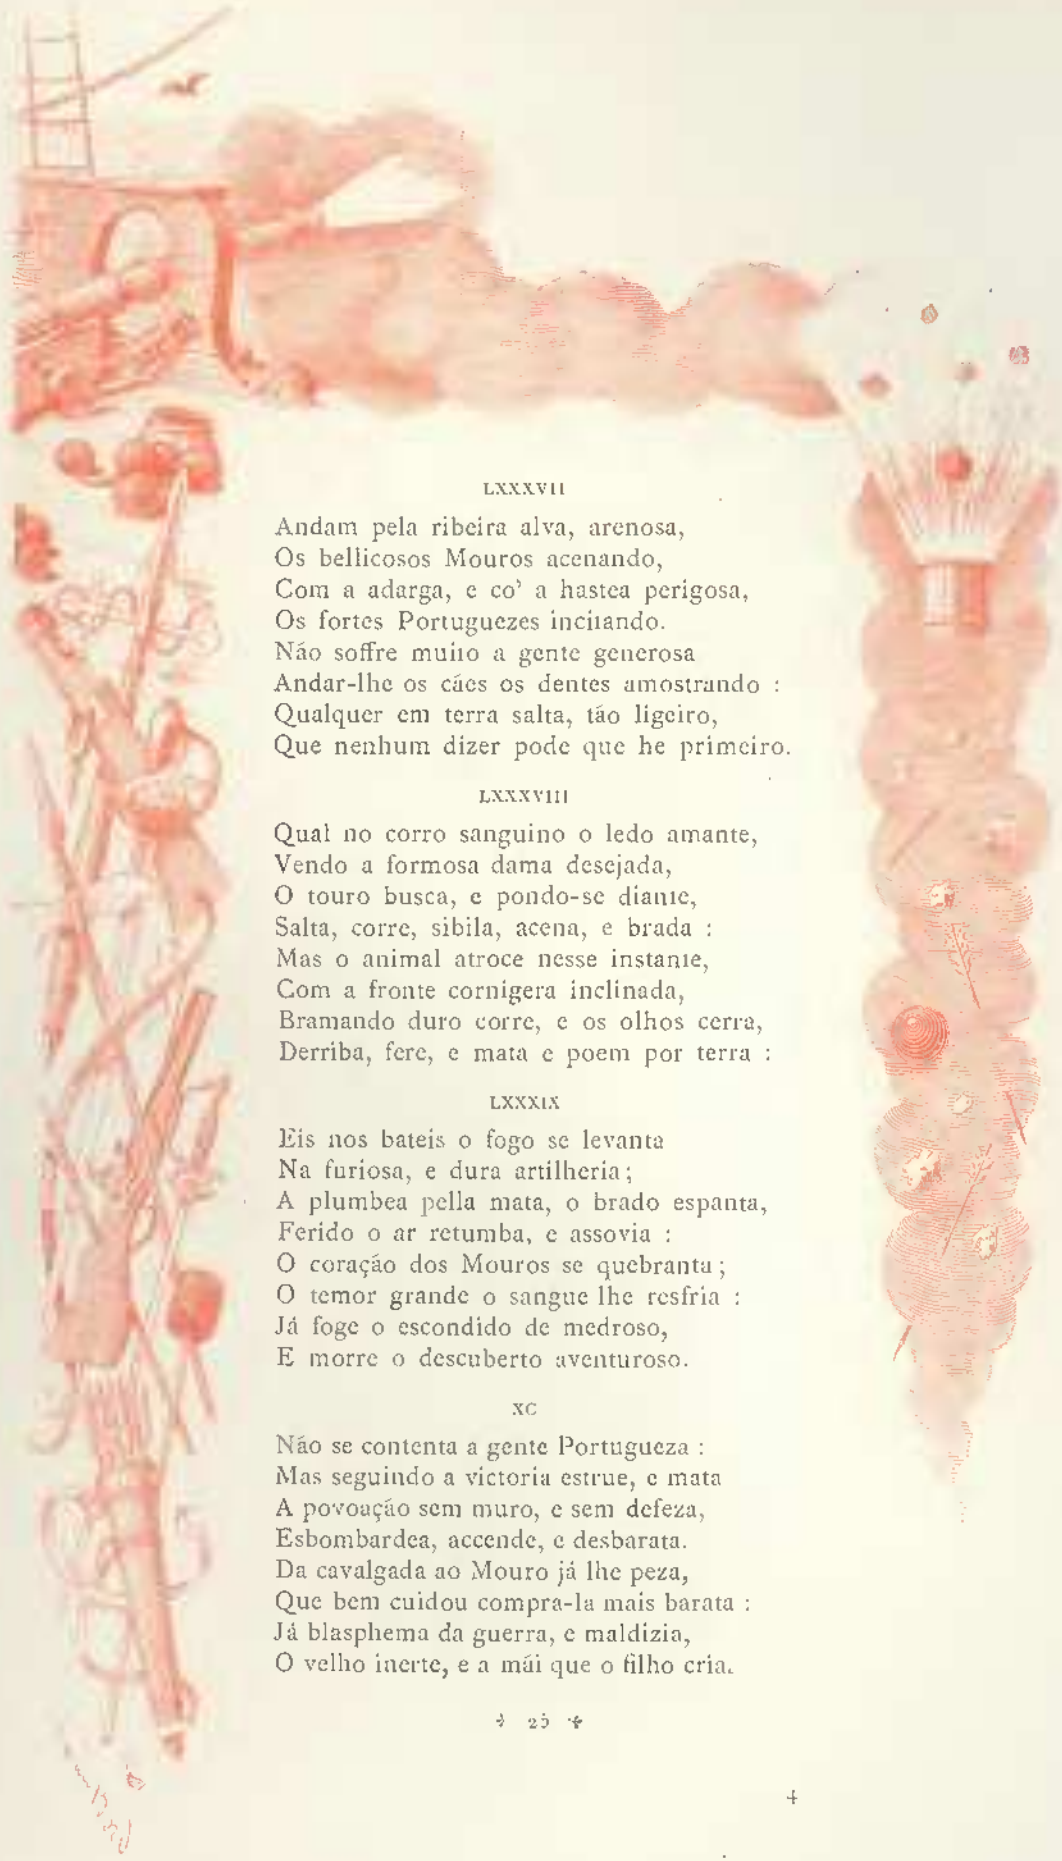 LXXXVII
Andam pela ribeira alva, arenosa,
Os bellicosos Mouros acenando,
Com a adarga, e co' a hastea perigosa,
Os fortes Portuguezes incitando.
Não soffre muito a gente generosa
Andar-lhe os cães os dentes amostrando :
Qualquer em terra salta, tão ligeiro,
Que nenhum dizer pode que he primeiro.
LXXXVIII
Qual no corro sanguino o ledo amante,
Vendo a formosa dama desejada,
O touro busca, e pondo-se diante,
Salta, corre, sibila, acena, e brada :
Mas o animal atroce nesse instante,
Com a fronte cornigera inclinada,
Bramando duro corre, e os olhos cerra,
Derriba, fere, e mata e poem por terra :
LXXXIX
Eis nos bateis o fogo se levanta
Na furiosa, e dura artilheria;
A plumbea pella mata, o brado espanta,
Ferido o ar retumba, e assovia :
O coração dos Mouros se quebranta;
O temor grande o sangue lhe resfria :
Já foge o escondido de medroso,
E morre o descuberto aventuroso.
XC
Não se contenta a gente Portugueza :
Mas seguindo a victoria estrue, e mata
A povoação sem muro, e sem defeza,
Esbombardea, accende, e desbarata.
Da cavalgada ao Mouro já lhe peza,
Que bem cuidou compra-la mais barata :
Já blasphema da guerra, e maldizia,
O velho inerte, e a mãi que o filho cria.
25
4